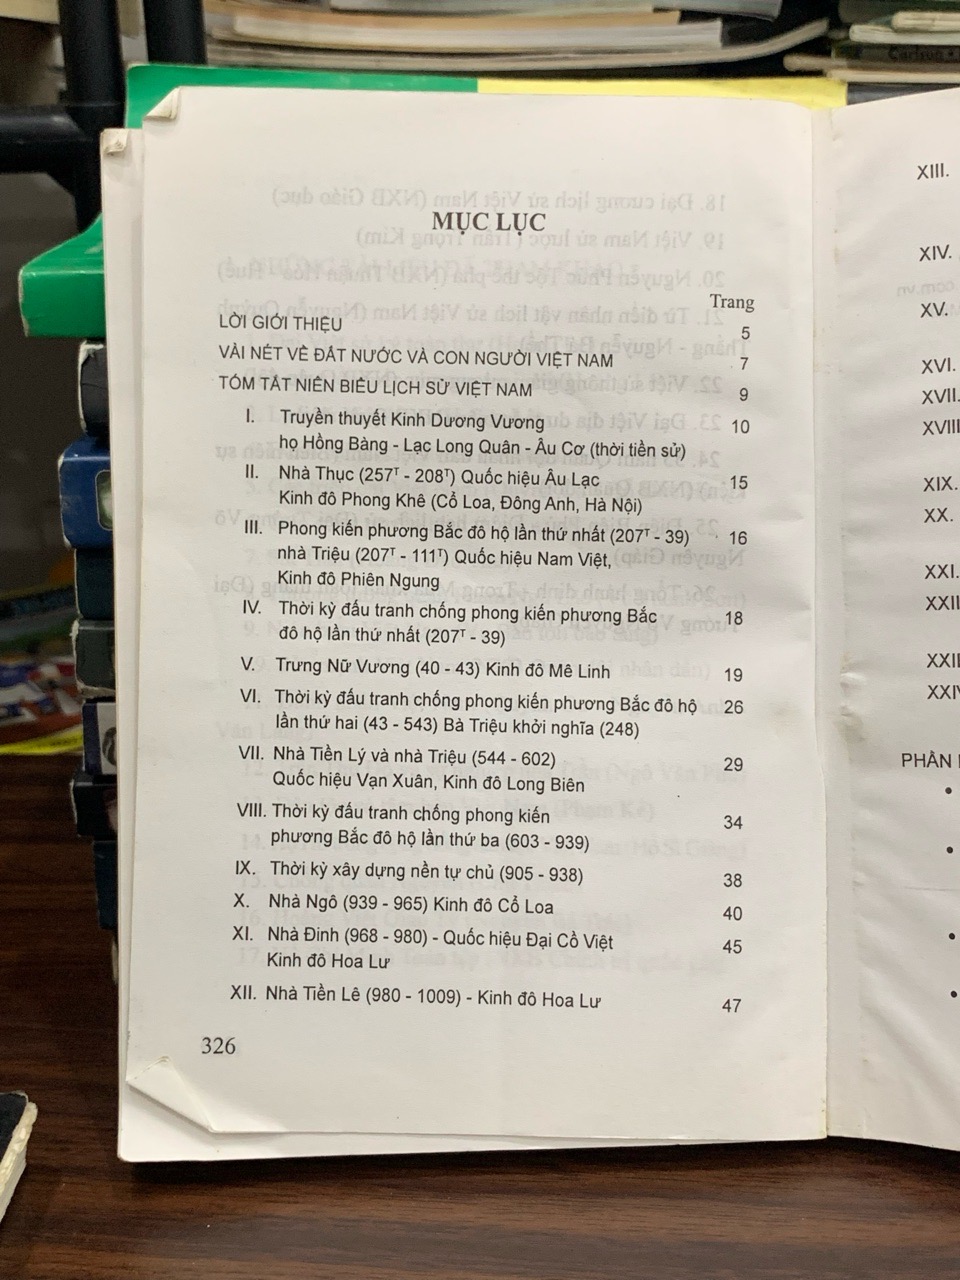 MỤC LỤC
Trang
LỜI GIỚI THIỆU 5
VÀI NÉT VỀ ĐẤT NƯỚC VÀ CON NGƯỜI VIỆT NAM 7
TÓM TẮT NIÊN BIỂU LỊCH SỬ VIỆT NAM 9
I. Truyền thuyết Kinh Dương Vương 10
họ Hồng Bàng - Lạc Long Quân - Âu Cơ (thời tiền sử)
II. Nhà Thục (257ᵀ - 208ᵀ) Quốc hiệu Âu Lạc 15
Kinh đô Phong Khê (Cổ Loa, Đông Anh, Hà Nội)
III. Phong kiến phương Bắc đô hộ lần thứ nhất (207ᵀ - 39) 16
nhà Triệu (207ᵀ - 111ᵀ) Quốc hiệu Nam Việt,
Kinh đô Phiên Ngung
IV. Thời kỳ đấu tranh chống phong kiến phương Bắc 18
đô hộ lần thứ nhất (207ᵀ - 39)
V. Trưng Nữ Vương (40 - 43) Kinh đô Mê Linh 19
VI. Thời kỳ đấu tranh chống phong kiến phương Bắc đô hộ 26
lần thứ hai (43 - 543) Bà Triệu khởi nghĩa (248)
VII. Nhà Tiền Lý và nhà Triệu (544 - 602) 29
Quốc hiệu Vạn Xuân, Kinh đô Long Biên
VIII. Thời kỳ đấu tranh chống phong kiến 34
phương Bắc đô hộ lần thứ ba (603 - 939)
IX. Thời kỳ xây dựng nền tự chủ (905 - 938) 38
X. Nhà Ngô (939 - 965) Kinh đô Cổ Loa 40
XI. Nhà Đinh (968 - 980) - Quốc hiệu Đại Cồ Việt 45
Kinh đô Hoa Lư
XII. Nhà Tiền Lê (980 - 1009) - Kinh đô Hoa Lư 47
326
XIII.
XIV.
XV.
XVI.
XVII.
XVIII
XIX.
XX.
XXI.
XXII
PHẦN